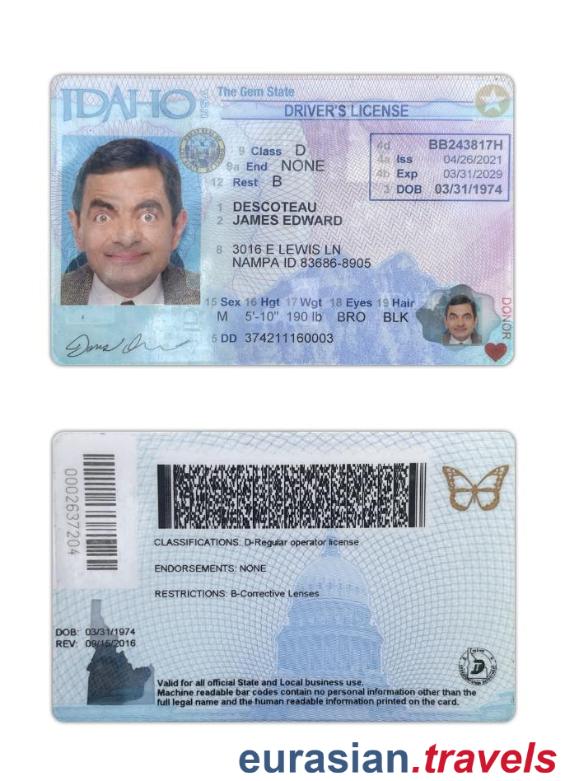 IDAHO
USA
The Gem State
DRIVER'S LICENSE
9 Class D
9a End NONE
12 Rest B
4d BB243817H
4a Iss 04/26/2021
4b Exp 03/31/2029
3 DOB 03/31/1974
1 DESCOTEAU
2 JAMES EDWARD
8 3016 E LEWIS LN
NAMPA ID 83686-8905
15 Sex 16 Hgt 17 Wgt 18 Eyes 19 Hair
M 5'-10" 190 lb BRO BLK
5 DD 374211160003
DONOR
0002637204
CLASSIFICATIONS: D-Regular operator license
ENDORSEMENTS: NONE
RESTRICTIONS: B-Corrective Lenses
DOB: 03/31/1974
REV: 09/15/2016
Valid for all official State and Local business use.
Machine readable bar codes contain no personal information other than the
full legal name and the human readable information printed on the card.
eurasian.travels